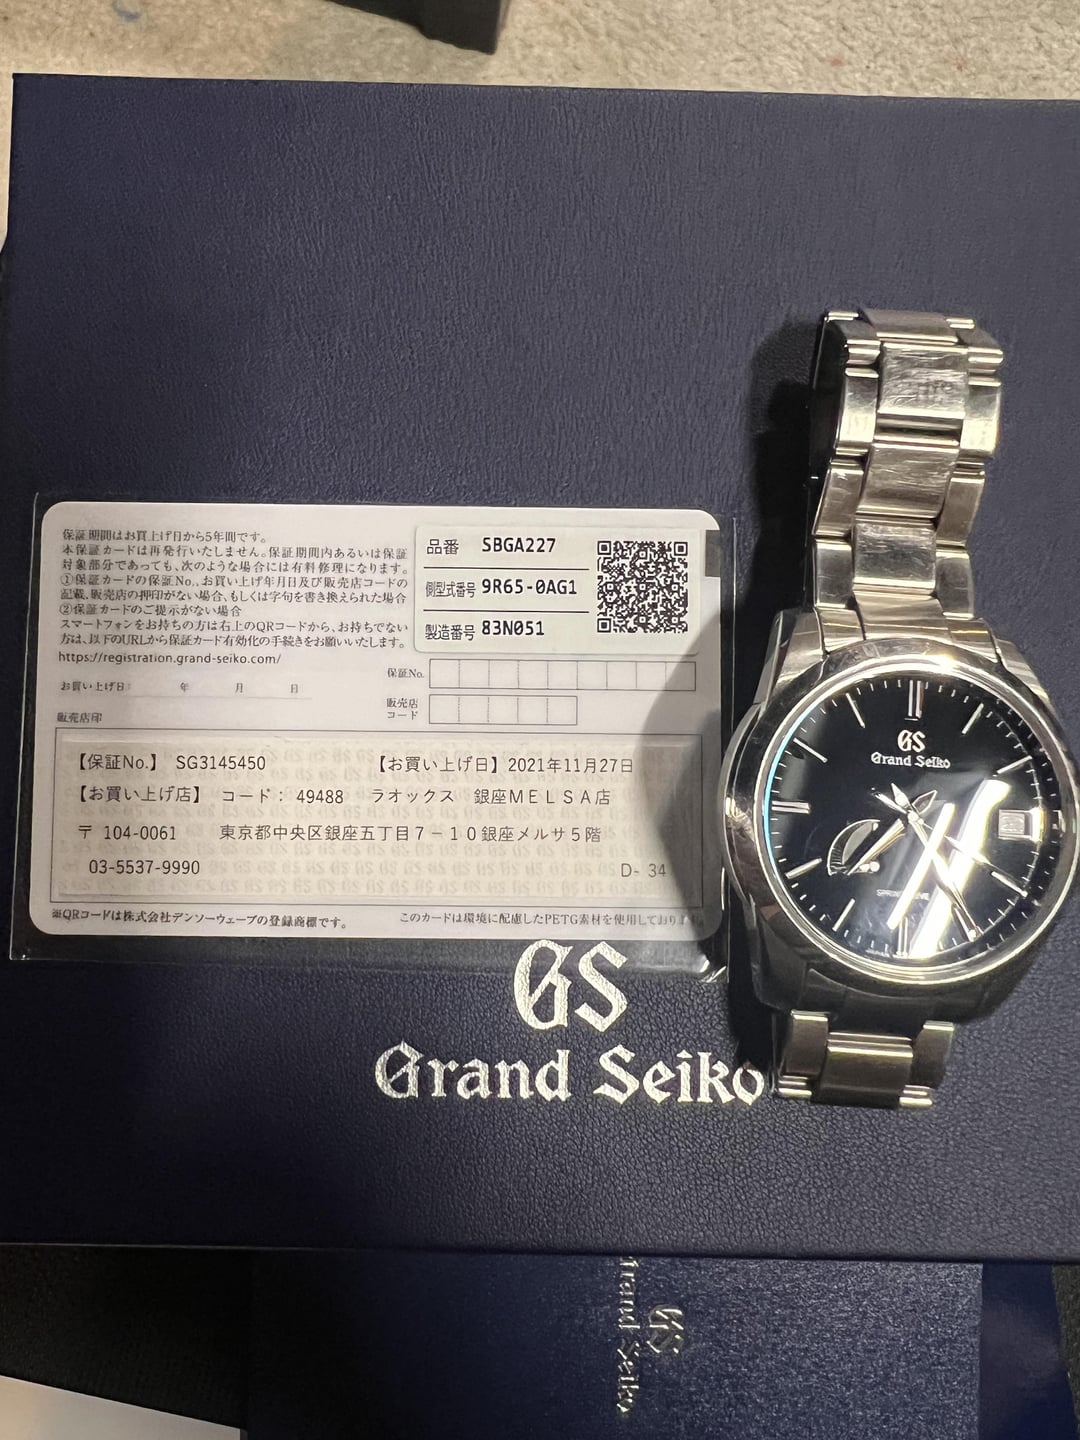 保証期間はお買上げ日から5年間です。
本保証カードは再発行いたしません。保証期間内あるいは保証
対象部分であっても、次のような場合には有料修理になります。
①保証カードの保証No.、お買い上げ年月日及び販売店コードの
記載、販売店の押印がない場合、もしくは字句を書き換えられた場合
②保証カードのご提示がない場合
スマートフォンをお持ちの方は右上のQRコードから、お持ちでない
方は、以下のURLから保証カード有効化の手続きをお願いいたします。
https://registration.grand-seiko.com/
品番 SBGA227
側型式番号 9R65-0AG1
製造番号 83N051
保証No.
お買い上げ日: 年 月 日
販売店
コード
販売店印
【保証No.】 SG3145450 【お買い上げ日】2021年11月27日
【お買い上げ店】 コード: 49488 ラオックス 銀座MELSA店
〒 104-0061 東京都中央区銀座五丁目7-10銀座メルサ5階
03-5537-9990 D- 34
※QRコードは株式会社デンソーウェーブの登録商標です。
このカードは環境に配慮したPETG素材を使用しております
GS
Grand Seiko
GS
Grand Seiko
GS
Grand Seiko